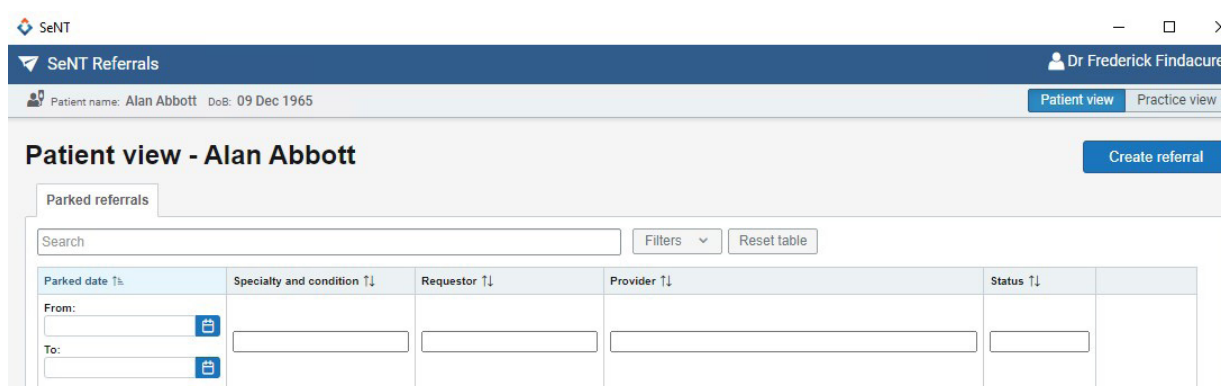 SeNT
SeNT Referrals Dr Frederick Findacure
Patient name: Alan Abbott DoB: 09 Dec 1965 Patient view Practice view
Patient view - Alan Abbott Create referral
Parked referrals
Search Filters Reset table
Parked date Specialty and condition Requestor Provider Status
From:
To: